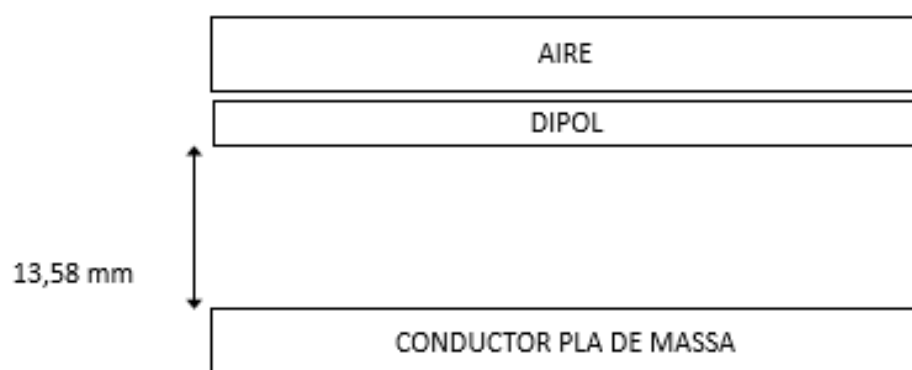 AIRE
DIPOL
13,58 mm
CONDUCTOR PLA DE MASSA